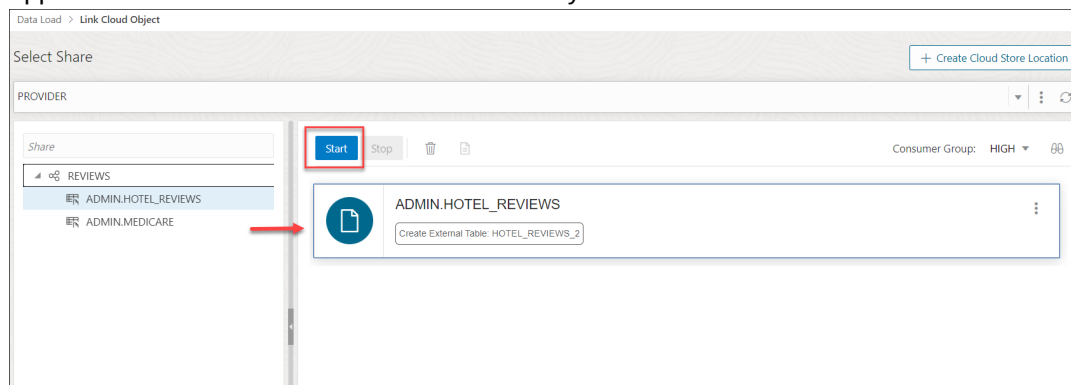 Data Load > Link Cloud Object
Select Share
+ Create Cloud Store Location
PROVIDER
Share
REVIEWS
ADMIN.HOTEL_REVIEWS
ADMIN.MEDICARE
Start Stop
Consumer Group: HIGH
ADMIN.HOTEL_REVIEWS
Create External Table: HOTEL_REVIEWS_2